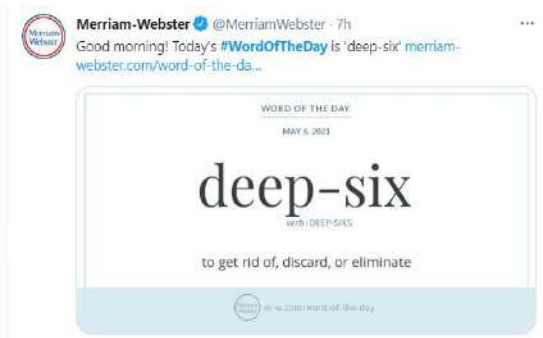 Merriam-Webster @MerriamWebster · 7h
Good morning! Today's #WordOfTheDay is 'deep-six' merriam-
webster.com/word-of-the-da...
Merriam-
Webster
WORD OF THE DAY
MAY 6, 2021
deep-six
verb | DEEP-SIKS
to get rid of, discard, or eliminate
m-w.com/word-of-the-day